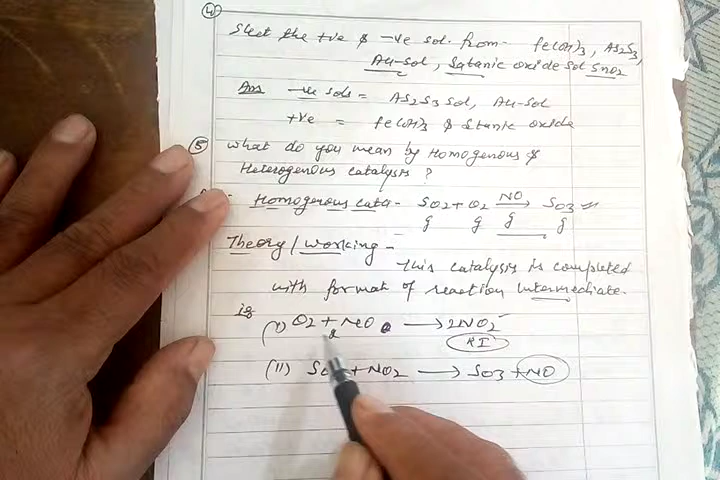 4
Slect the +ve & -ve sol. from - fe(OH)3, AS2S3,
Au-sol, Satanic oxide sol SnO2
Ans -ve sols = AS2S3 sol, Au-sol
+ve = fe(OH)3 & Stanic oxide
5 what do you mean by Homogenous &
Heterogenous catalysis ?
Homogenous cata- SO2 + O2 NO → SO3
g g g g
Theory/working -
This catalysis is completed
with format of reaction intermediate.
(i) O2 + 2NO → 2NO2
RI
(ii) + NO2 → SO3 + NO